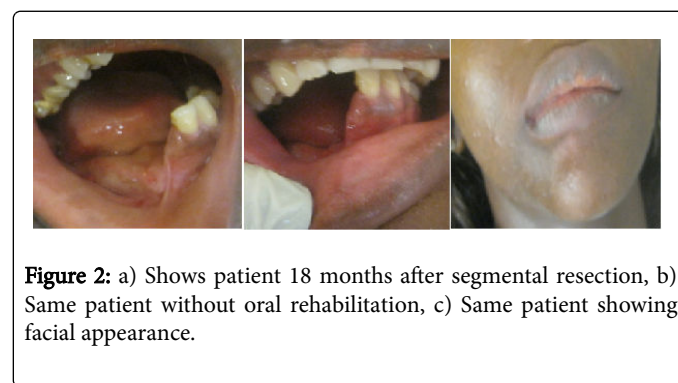 Figure 2: a) Shows patient 18 months after segmental resection, b)
Same patient without oral rehabilitation, c) Same patient showing
facial appearance.